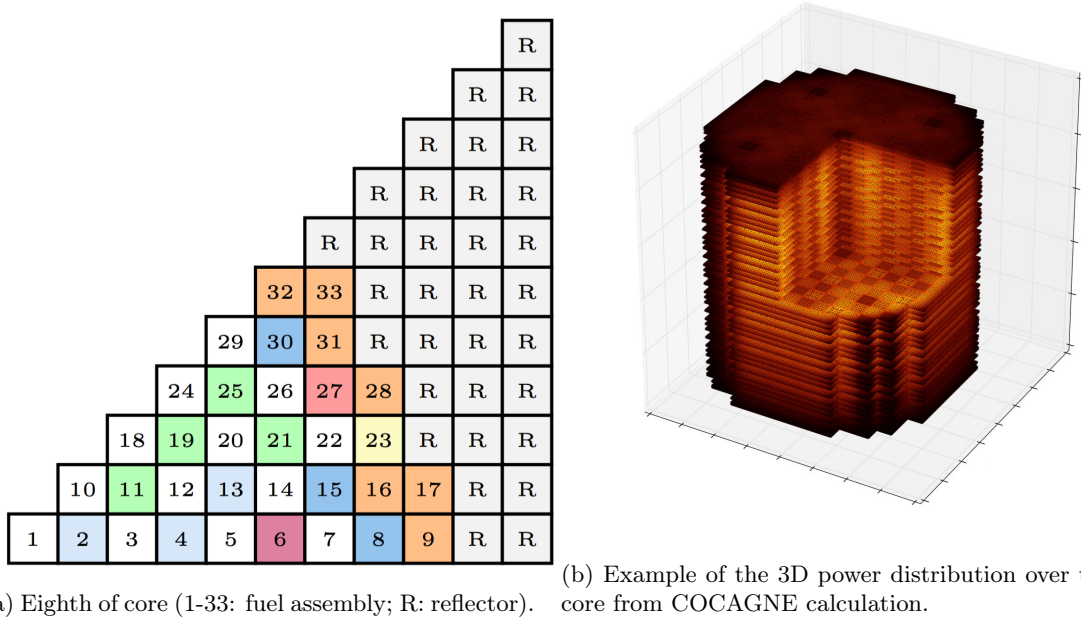 R
R R
R R R
R R R R
R R R R R
32 33 R R R R
29 30 31 R R R R
24 25 26 27 28 R R R
18 19 20 21 22 23 R R R
10 11 12 13 14 15 16 17 R R
1 2 3 4 5 6 7 8 9 R R
) Eighth of core (1-33: fuel assembly; R: reflector).
(b) Example of the 3D power distribution over
core from COCAGNE calculation.